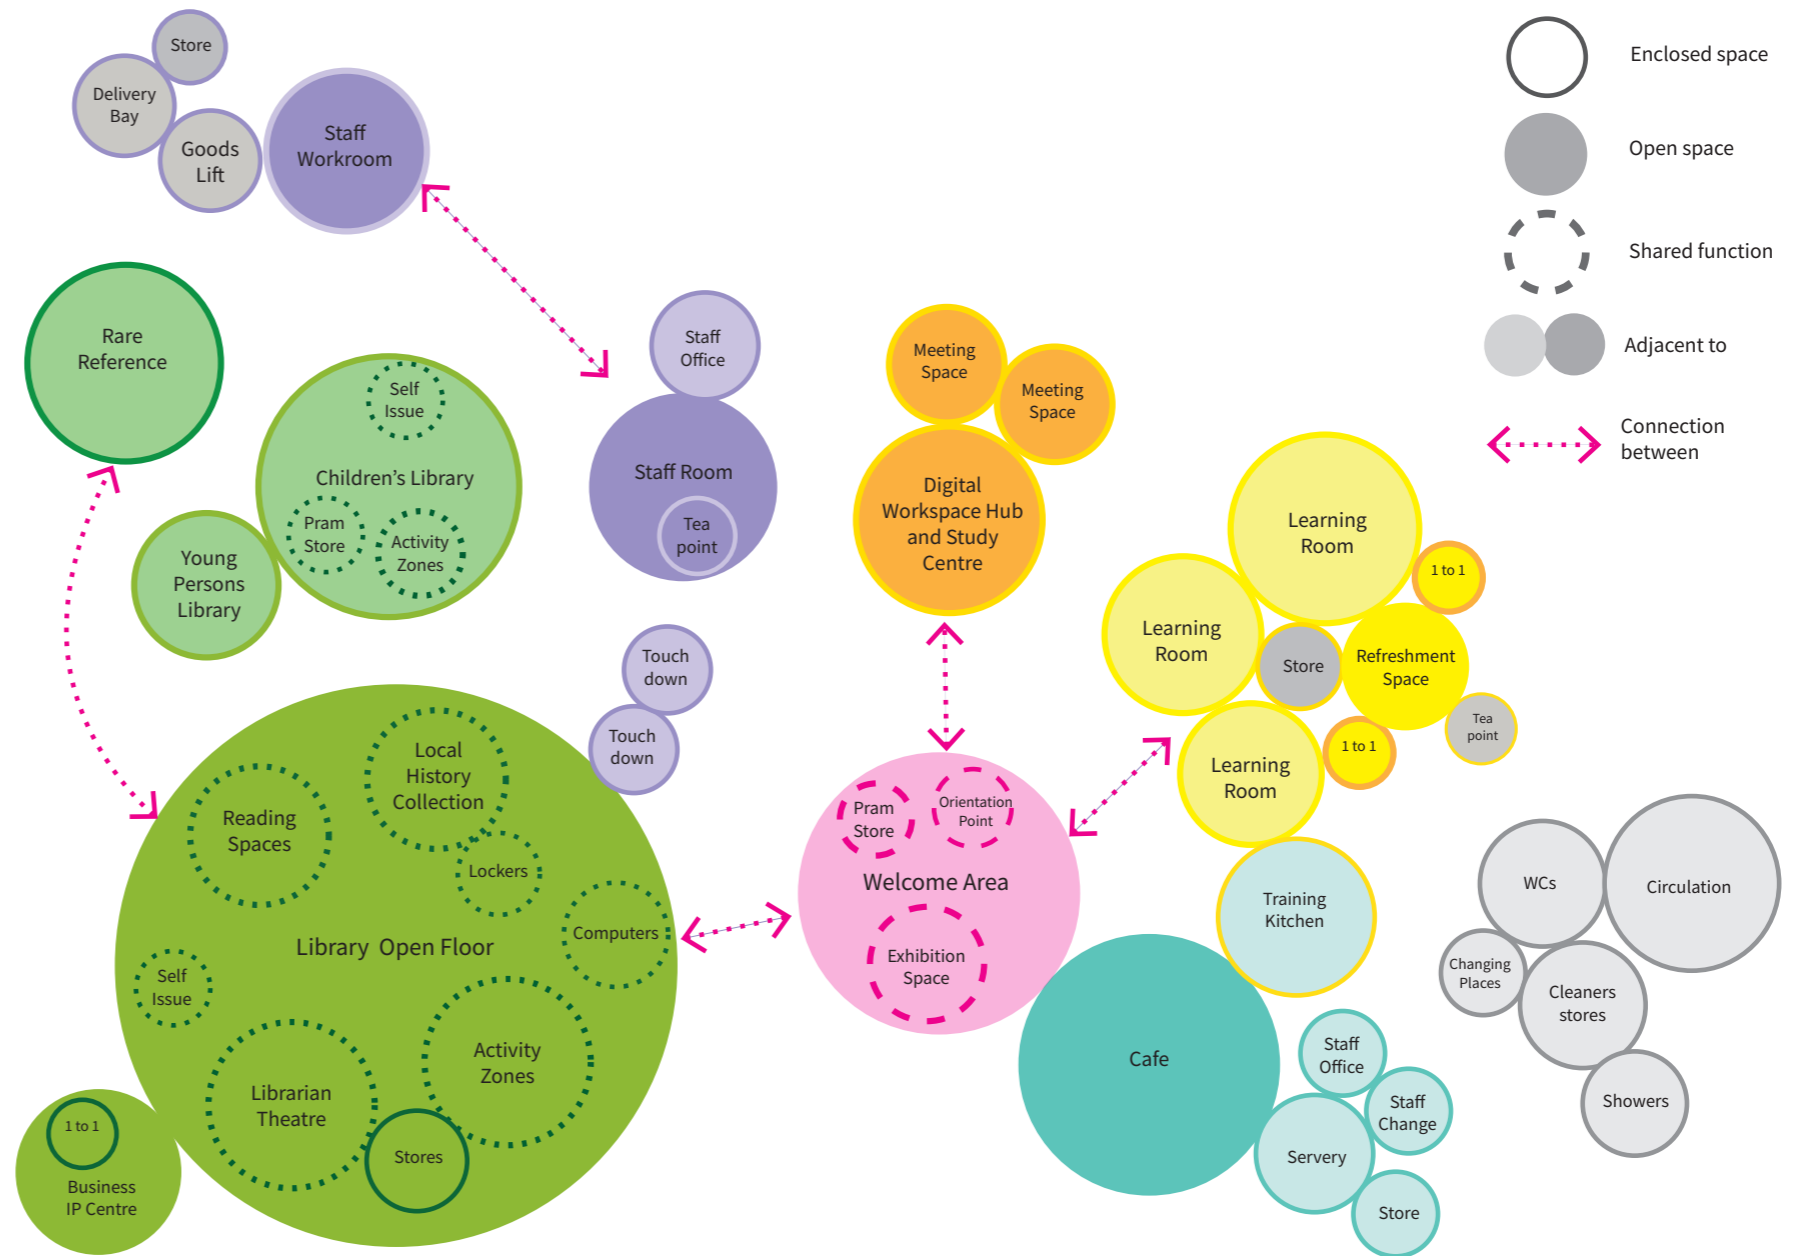 Store
Delivery
Bay
Goods
Lift
Staff
Workroom
Enclosed space
Open space
Shared function
Adjacent to
Connection
between
Rare
Reference
Self
Issue
Children's Library
Pram
Store
Activity
Zones
Young
Persons
Library
Staff
Office
Staff Room
Tea
point
Meeting
Space
Meeting
Space
Digital
Workspace Hub
and Study
Centre
Learning
Room
1 to 1
Learning
Room
Store
Refreshment
Space
Tea
point
1 to 1
Learning
Room
Touch
down
Touch
down
Local
History
Collection
Reading
Spaces
Lockers
Computers
Library Open Floor
Self
Issue
Activity
Zones
Librarian
Theatre
Stores
1 to 1
Business
IP Centre
Pram
Store
Orientation
Point
Welcome Area
Exhibition
Space
Training
Kitchen
Cafe
Staff
Office
Staff
Change
Servery
Store
WCs
Circulation
Changing
Places
Cleaners
stores
Showers